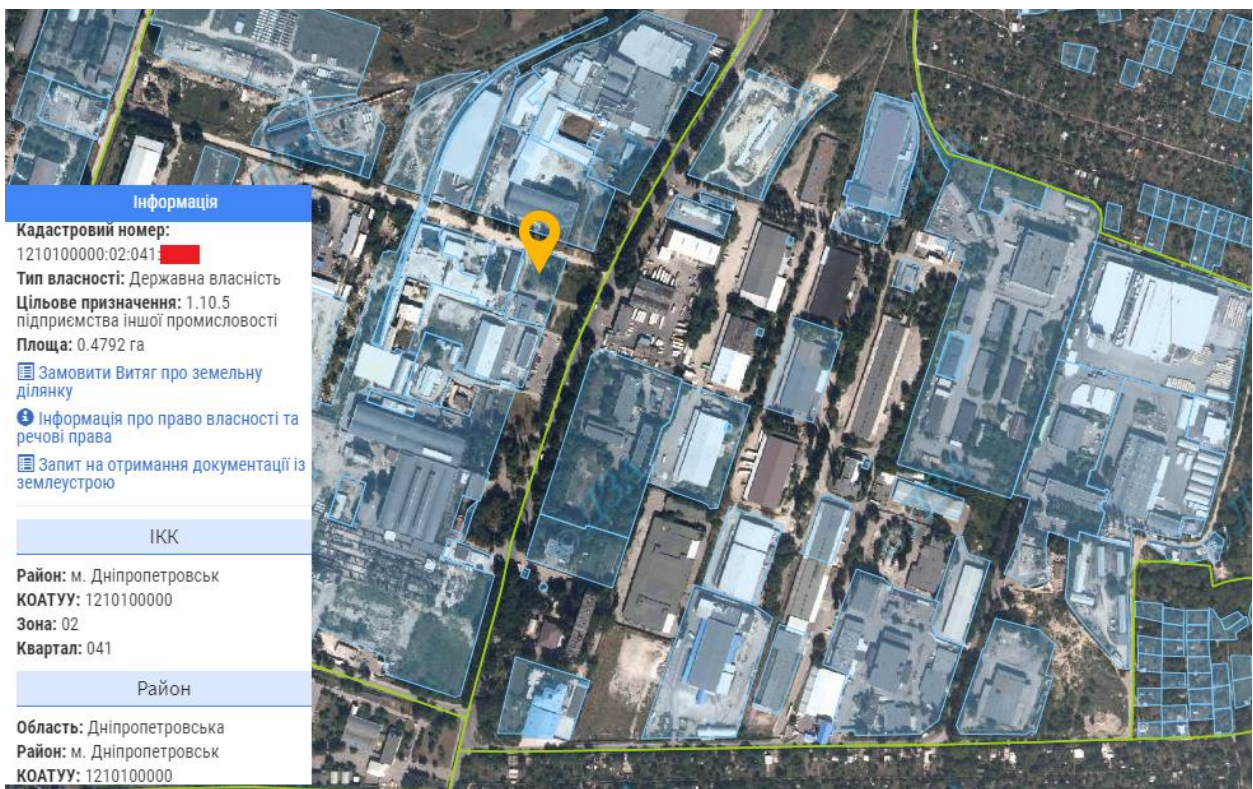 Інформація
Кадастровий номер:
1210100000:02:041:
Тип власності: Державна власність
Цільове призначення: 1.10.5
підприємства іншої промисловості
Площа: 0.4792 га
Замовити Витяг про земельну
ділянку
Інформація про право власності та
речові права
Запит на отримання документації із
землеустрою
ІКК
Район: м. Дніпропетровськ
КОАТУУ: 1210100000
Зона: 02
Квартал: 041
Район
Область: Дніпропетровська
Район: м. Дніпропетровськ
КОАТУУ: 1210100000